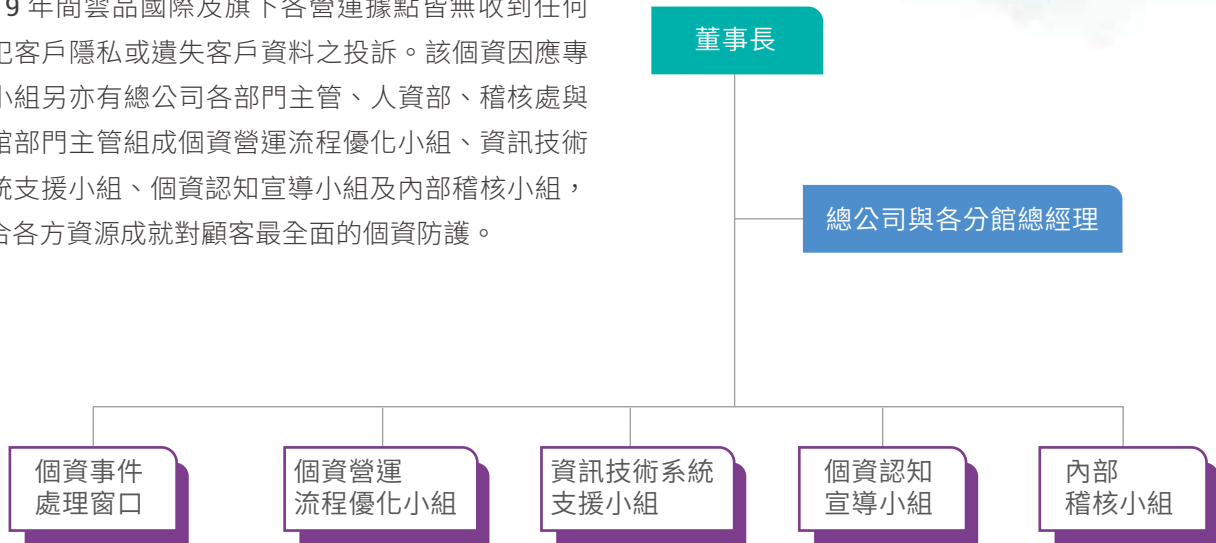 9 年間雲品國際及旗下各營運據點皆無收到任何
犯客戶隱私或遺失客戶資料之投訴。該個資因應專
小組另亦有總公司各部門主管、人資部、稽核處與
館部門主管組成個資營運流程優化小組、資訊技術
統支援小組、個資認知宣導小組及內部稽核小組，
合各方資源成就對顧客最全面的個資防護。
董事長
總公司與各分館總經理
個資事件
處理窗口
個資營運
流程優化小組
資訊技術系統
支援小組
個資認知
宣導小組
內部
稽核小組